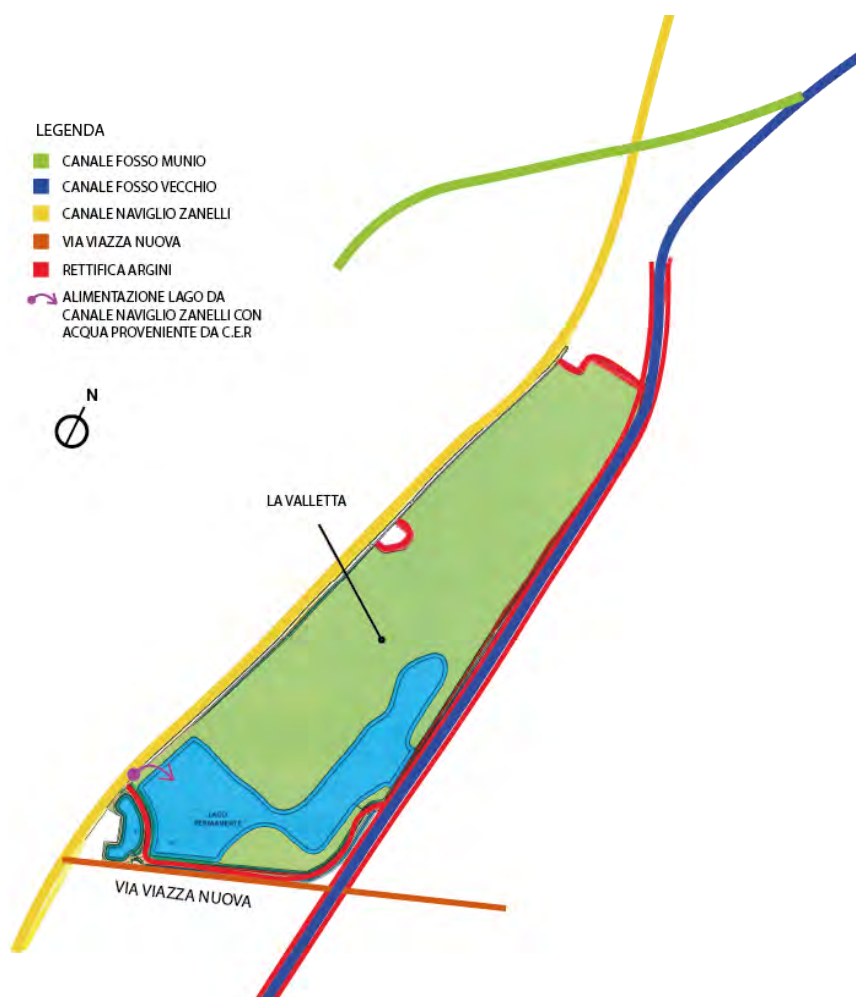 LEGENDA
CANALE FOSSO MUNIO
CANALE FOSSO VECCHIO
CANALE NAVIGLIO ZANELLI
VIA VIAZZA NUOVA
RETTIFICA ARGINI
ALIMENTAZIONE LAGO DA
CANALE NAVIGLIO ZANELLI CON
ACQUA PROVENIENTE DA C.E.R
N
LA VALLETTA
LAGO
PERMANENTE
VIA VIAZZA NUOVA